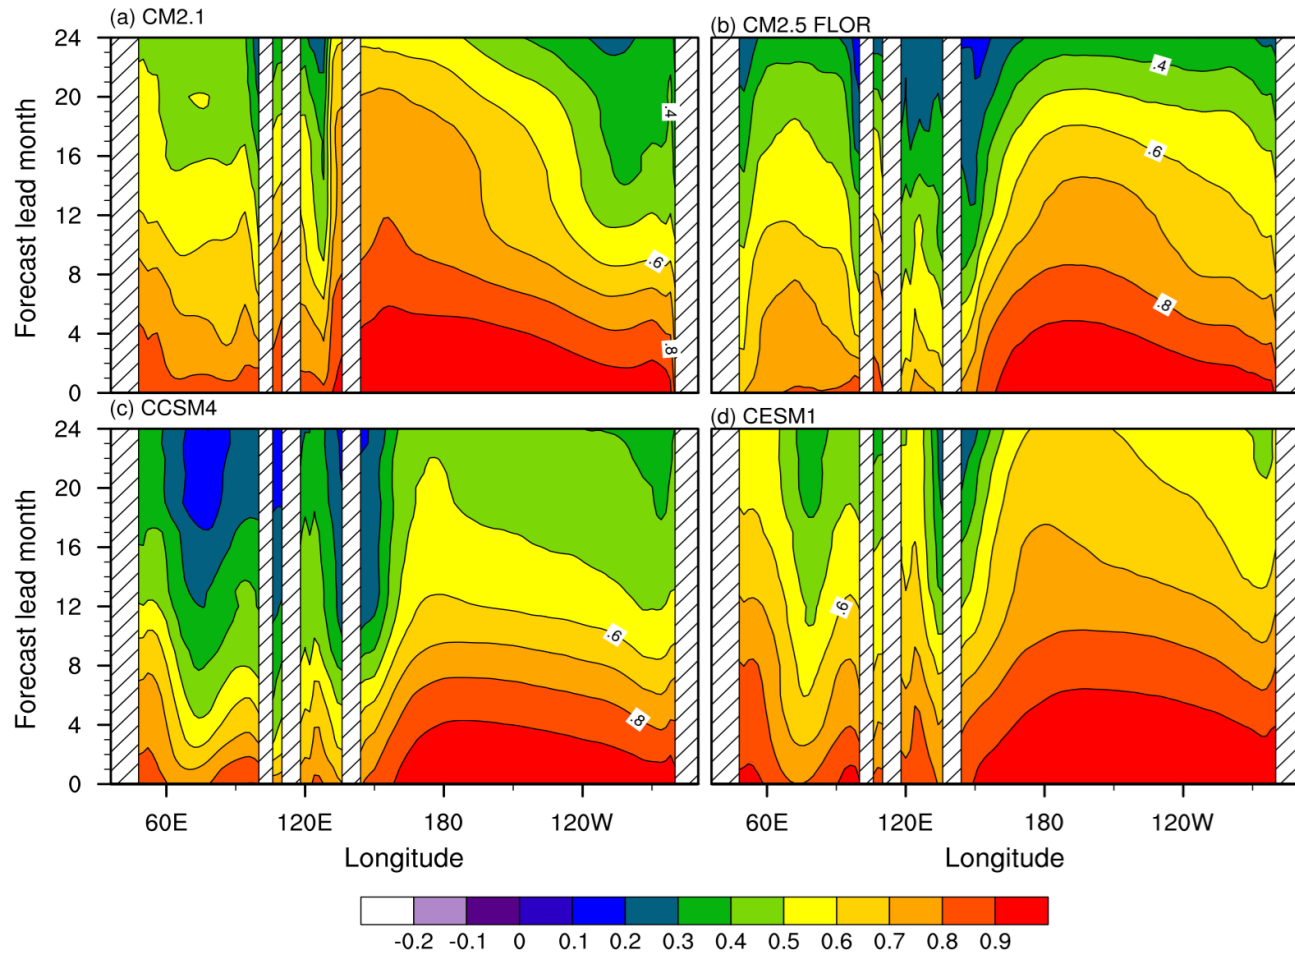 (a) CM2.1
(b) CM2.5 FLOR
24
20
16
12
8
4
0
Forecast lead month
.4
.6
.8
.4
.6
.8
(c) CCSM4
(d) CESM1
24
20
16
12
8
4
0
Forecast lead month
.6
.8
.6
60E
120E
180
120W
60E
120E
180
120W
Longitude
Longitude
-0.2 -0.1 0 0.1 0.2 0.3 0.4 0.5 0.6 0.7 0.8 0.9